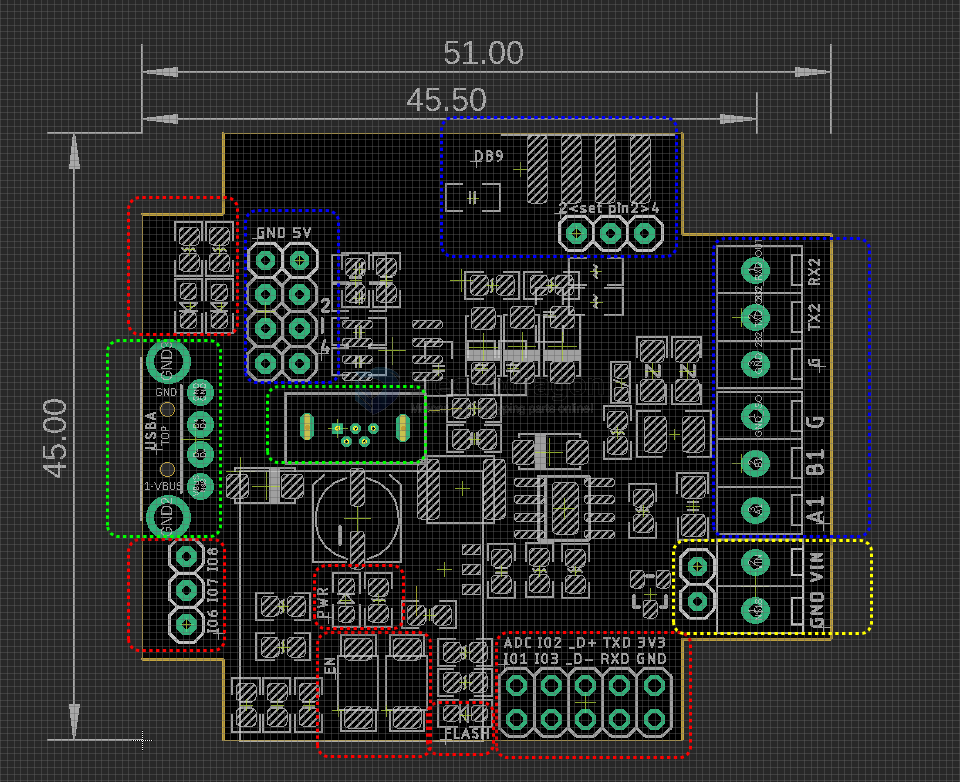 51.00
45.50
45.00
DB9
2<set pin2>4
GND 5V
2
4
RX2
TX2
G
G
B1
A1
VIN
GND
GND
GND
USBA
TOP
1-VBUS
GND
IO8
IO7
IO6
PWR
EN
FLASH
ADC IO2 _D+ TXD 3V3
IO1 IO3 _D- RXD GND